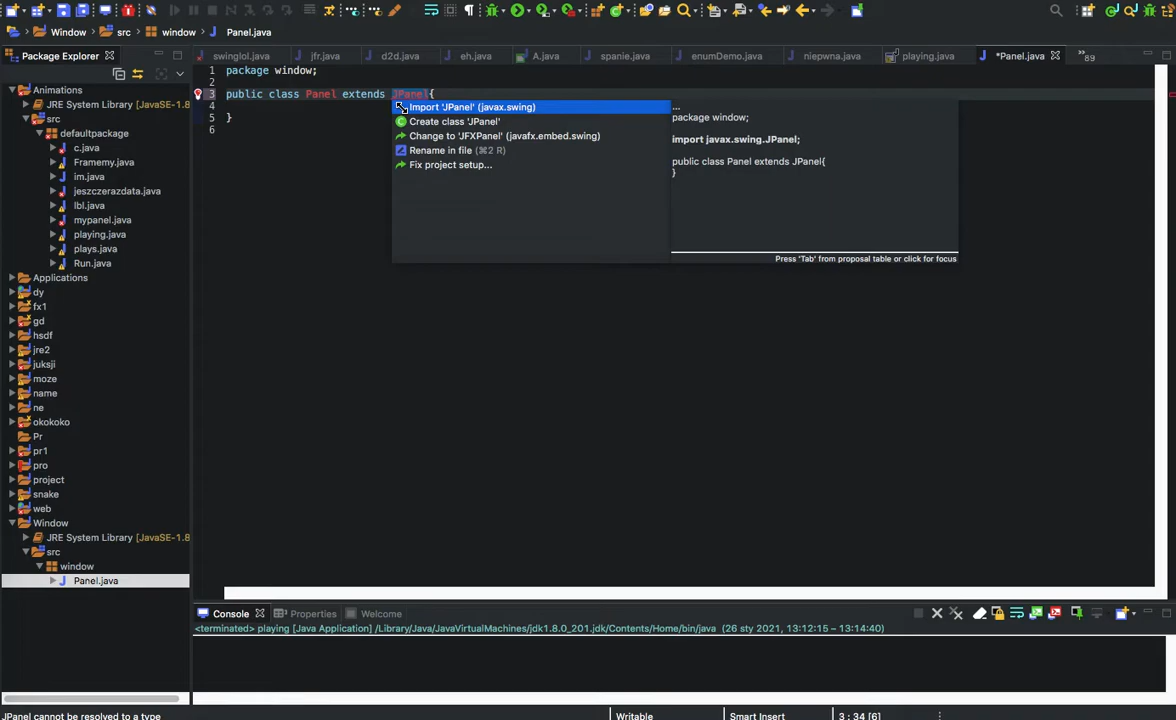 Window
src
window
Panel.java
Package Explorer
swinglol.java
jfr.java
d2d.java
eh.java
A.java
spanie.java
enumDemo.java
niepwna.java
playing.java
*Panel.java
»89
Animations
JRE System Library [JavaSE-1.8
src
defaultpackage
c.java
Framemy.java
im.java
jeszczerazdata.java
lbl.java
mypanel.java
playing.java
plays.java
Run.java
Applications
dy
fx1
gd
hsdf
jre2
juksji
moze
name
ne
okokoko
Pr
pr1
pro
project
snake
web
Window
JRE System Library [JavaSE-1.8
src
window
Panel.java
1 package window;
2
3 public class Panel extends JPanel{
4
5 }
6
Import 'JPanel' (javax.swing)
Create class 'JPanel'
Change to 'JFXPanel' (javafx.embed.swing)
Rename in file (⌘2 R)
Fix project setup...
...
package window;
import javax.swing.JPanel;
public class Panel extends JPanel{
}
Press 'Tab' from proposal table or click for focus
Console
Properties
Welcome
<terminated> playing [Java Application] /Library/Java/JavaVirtualMachines/jdk1.8.0_201.jdk/Contents/Home/bin/java (26 sty 2021, 13:12:15 – 13:14:40)
JPanel cannot be resolved to a type
Writable
Smart Insert
3 : 34 [6]